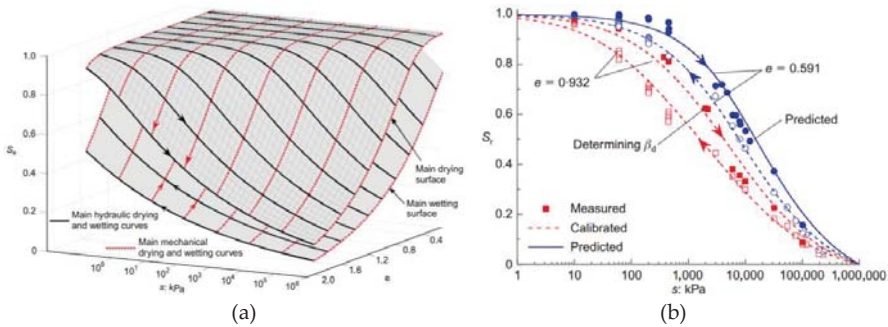 1.0
0.8
0.6
0.4
0.2
0
Sₑ
10⁰
10¹
10²
10³
10⁴
10⁵
10⁶
s: kPa
2.0
1.6
1.2
0.8
0.4
e
Main drying
surface
Main wetting
surface
Main hydraulic drying
and wetting curves
Main mechanical
drying and wetting curves
(a)
1.0
0.8
0.6
0.4
0.2
0
Sᵣ
e = 0·932
e = 0.591
Predicted
Determining βd
Measured
Calibrated
Predicted
1
10
100
1,000
10,000
100,000
1,000,000
s: kPa
(b)